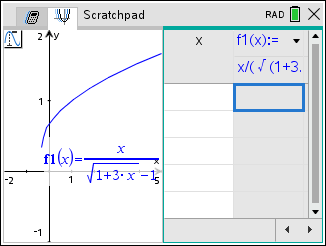 Scratchpad
RAD
2
y
x
f1(x):=
x/(√(1+3.
1
f1(x)=x/(√(1+3·x)-1)
x
-2
1
5
-1